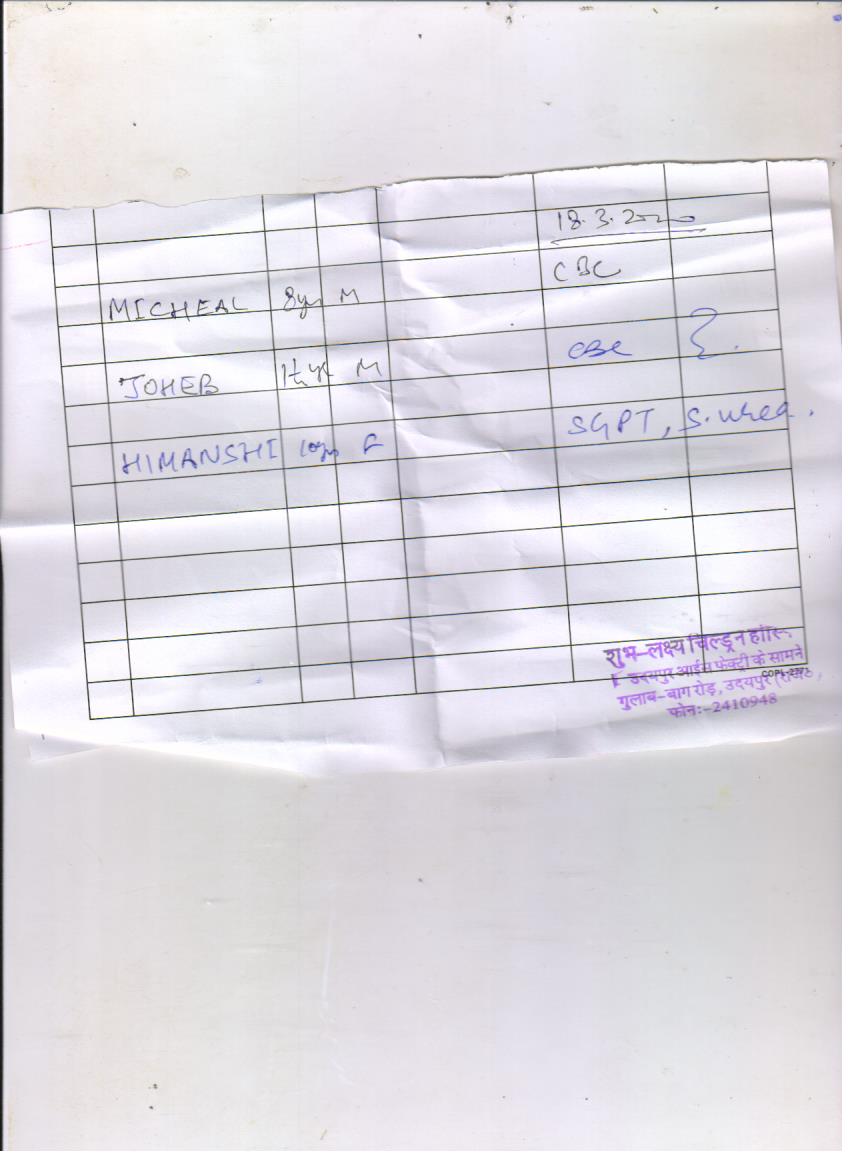 18.3.2020
MICHEAL 8yr M CBC
JOHEB M CBC
HIMANSHI 10yr F SGPT, S. urea.
शुभ-लक्ष्य चिल्ड्रन हॉस्पि
उदयपुर आईस फेक्ट्री के सामने
गुलाब-बाग रोड़, उदयपुर
फोन:-2410948